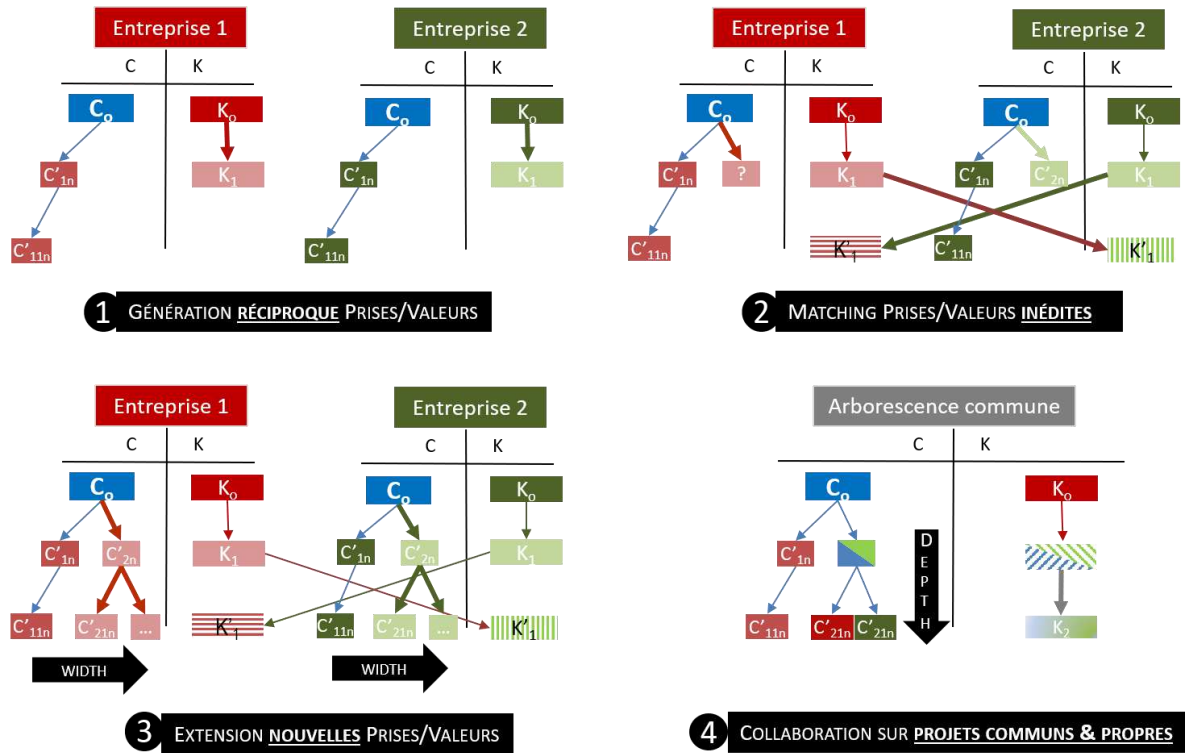 Entreprise 1
Entreprise 2
C K
C K
C₀ K₀
C₀ K₀
C'₁ₙ K₁
C'₁ₙ K₁
C'₁₁ₙ
C'₁₁ₙ
1 GÉNÉRATION RÉCIPROQUE PRISES/VALEURS
Entreprise 1
Entreprise 2
C K
C K
C₀ K₀
C₀ K₀
C'₁ₙ ? K₁
C'₁ₙ C'₂ₙ K₁
C'₁₁ₙ K'₁
C'₁₁ₙ K'₁
2 MATCHING PRISES/VALEURS INÉDITES
Entreprise 1
Entreprise 2
C K
C K
C₀ K₀
C₀ K₀
C'₁ₙ C'₂ₙ K₁
C'₁ₙ C'₂ₙ K₁
C'₁₁ₙ C'₂₁ₙ ... K'₁
C'₁₁ₙ C'₂₁ₙ ... K'₁
WIDTH
WIDTH
3 EXTENSION NOUVELLES PRISES/VALEURS
Arborescence commune
C K
C₀ K₀
C'₁ₙ
C'₁₁ₙ C'₂₁ₙ C'₂₁ₙ K₂
DEPTH
4 COLLABORATION SUR PROJETS COMMUNS & PROPRES